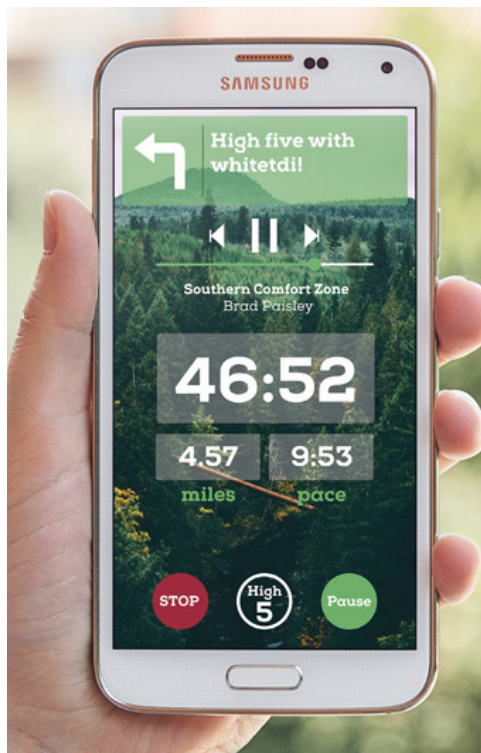 SAMSUNG
High five with
whitetdi!
Southern Comfort Zone
Brad Paisley
46:52
4.57 9:53
miles pace
STOP High 5 Pause